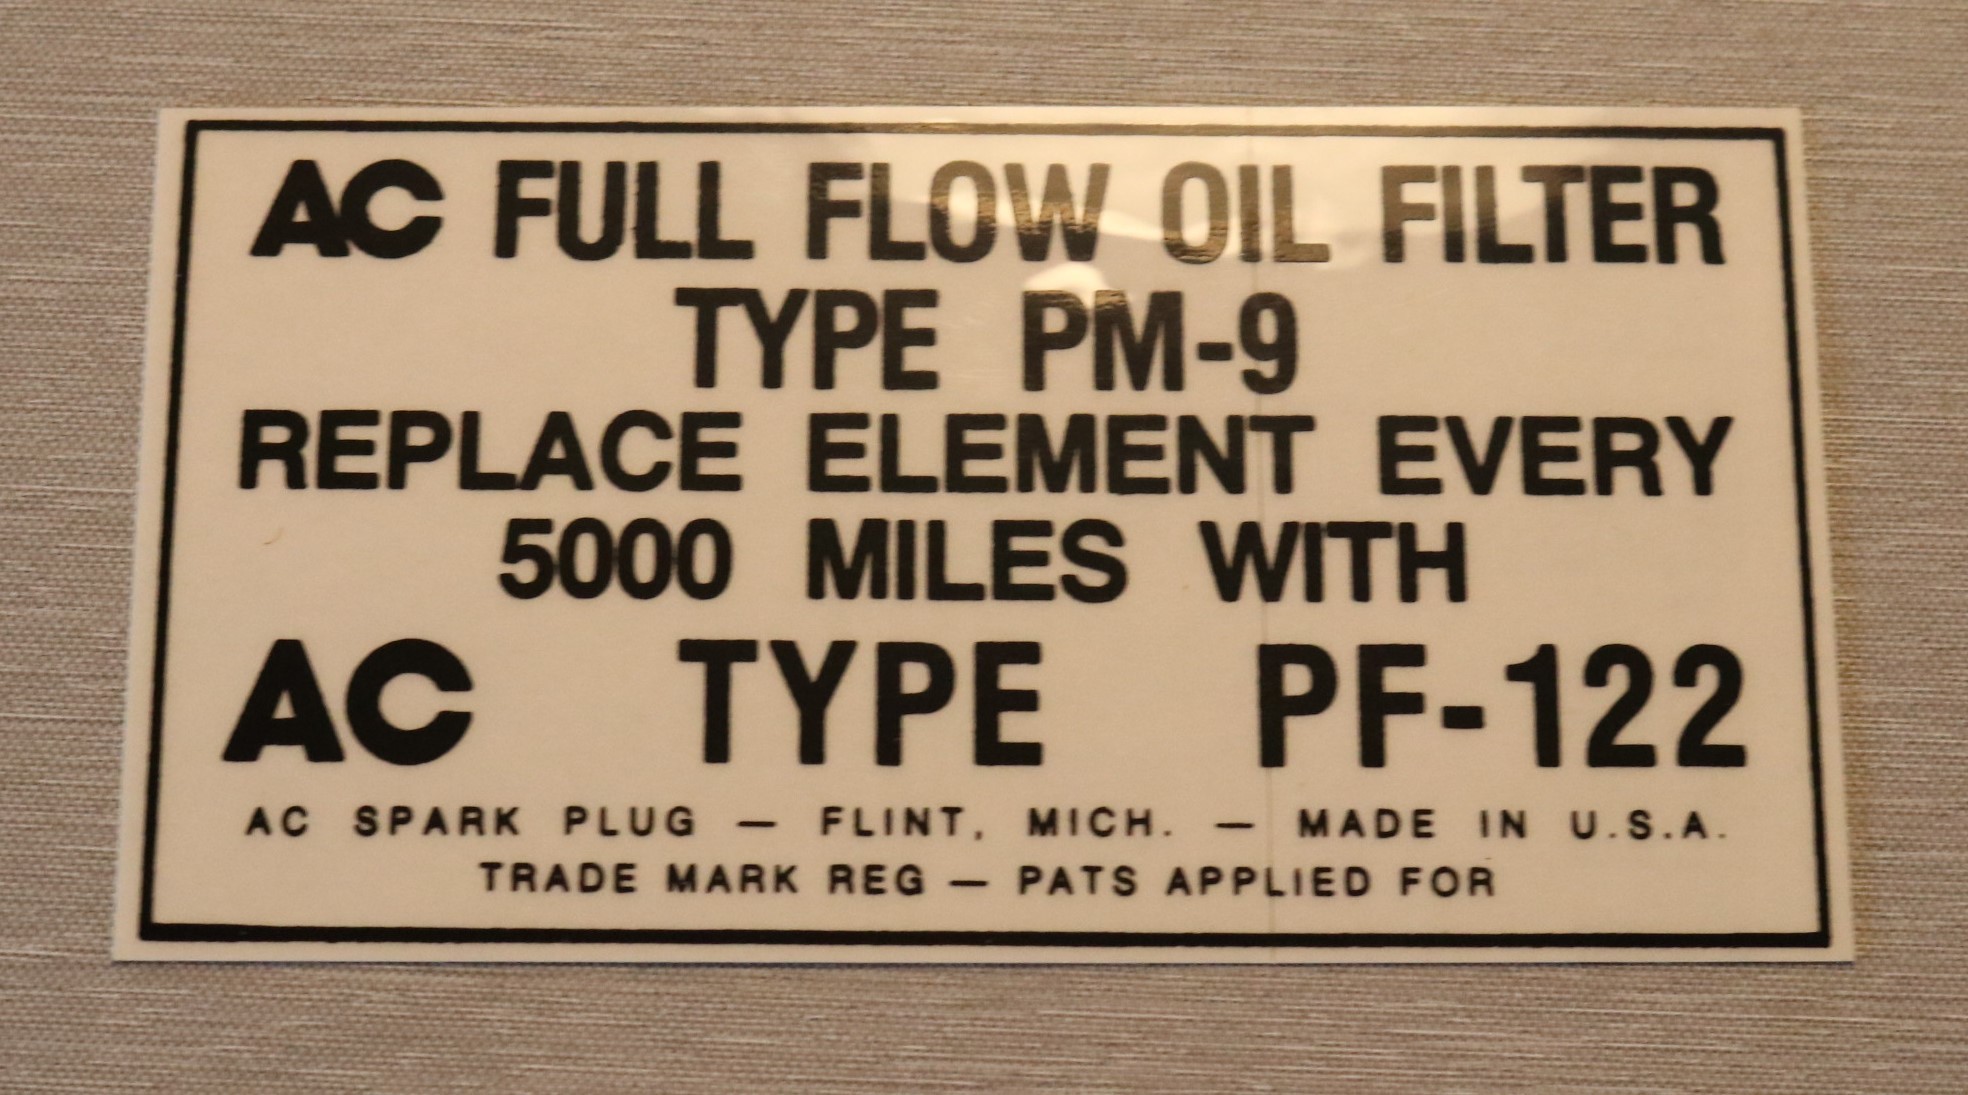 AC FULL FLOW OIL FILTER
TYPE PM-9
REPLACE ELEMENT EVERY
5000 MILES WITH
AC TYPE PF-122
AC SPARK PLUG — FLINT, MICH. — MADE IN U.S.A.
TRADE MARK REG — PATS APPLIED FOR